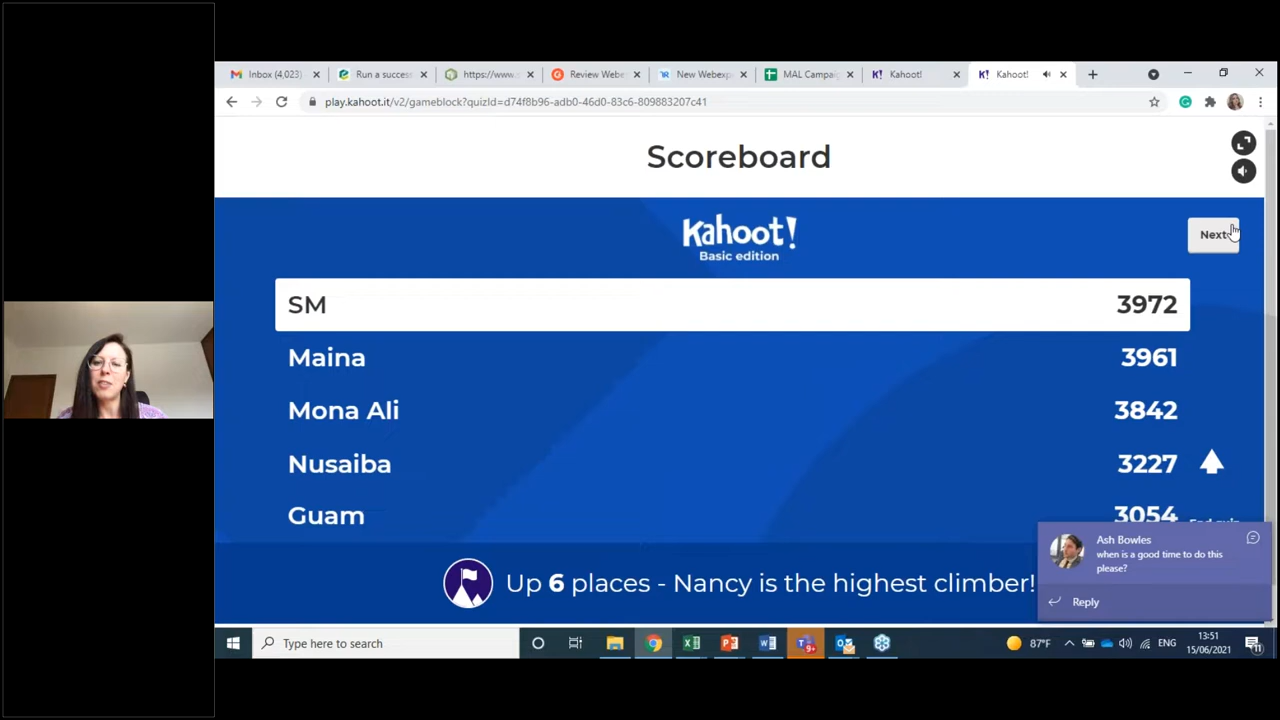 Inbox (4,023)
Run a succes
https://www.
Review Webe
New Webexp
MAL Campai
Kahoot!
Kahoot!
play.kahoot.it/v2/gameblock?quizId=d74f8b96-adb0-46d0-83c6-809883207c41
Scoreboard
Kahoot!
Basic edition
Next
SM 3972
Maina 3961
Mona Ali 3842
Nusaiba 3227
Guam 3054
Up 6 places - Nancy is the highest climber!
Ash Bowles
when is a good time to do this
please?
Reply
Type here to search
87°F
ENG
13:51
15/06/2021